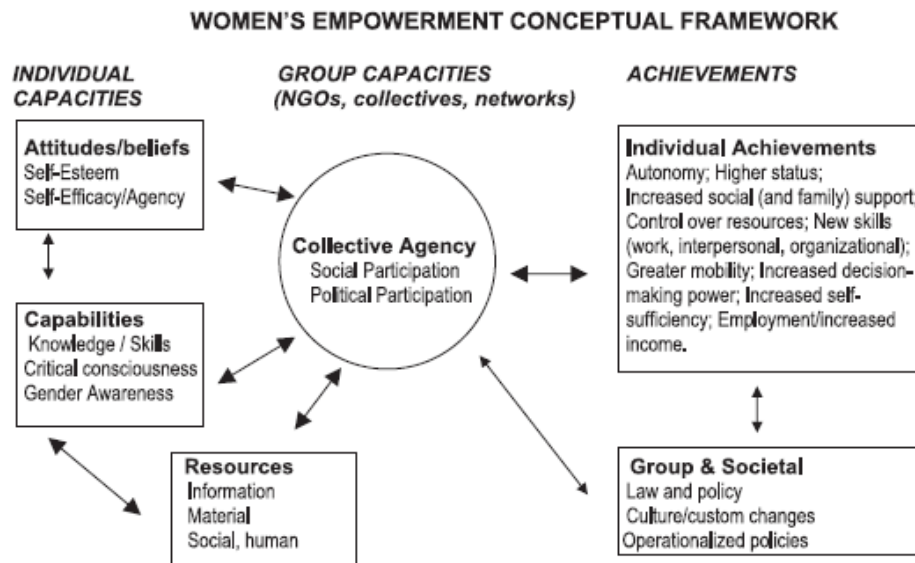 WOMEN'S EMPOWERMENT CONCEPTUAL FRAMEWORK
INDIVIDUAL
CAPACITIES
GROUP CAPACITIES
(NGOs, collectives, networks)
ACHIEVEMENTS
Attitudes/beliefs
Self-Esteem
Self-Efficacy/Agency
Capabilities
Knowledge / Skills
Critical consciousness
Gender Awareness
Resources
Information
Material
Social, human
Collective Agency
Social Participation
Political Participation
Individual Achievements
Autonomy; Higher status;
Increased social (and family) support;
Control over resources; New skills
(work, interpersonal, organizational);
Greater mobility; Increased decision-
making power; Increased self-
sufficiency; Employment/increased
income.
Group & Societal
Law and policy
Culture/custom changes
Operationalized policies